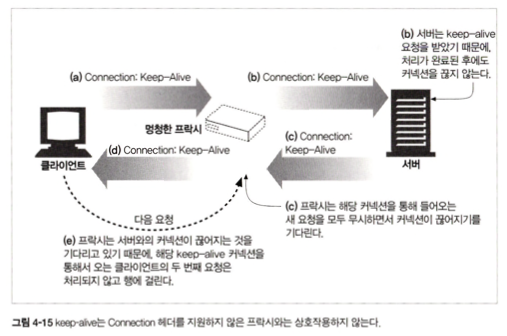 (b) 서버는 keep-alive
요청을 받았기 때문에,
처리가 완료된 후에도
커넥션을 끊지 않는다.
(a) Connection: Keep-Alive
(b) Connection: Keep-Alive
멍청한 프락시
(c) Connection:
Keep-Alive
(d) Connection: Keep-Alive
클라이언트
서버
(c) 프락시는 해당 커넥션을 통해 들어오는
새 요청을 모두 무시하면서 커넥션이 끊어지기를
기다린다.
다음 요청
(e) 프락시는 서버와의 커넥션이 끊어지는 것을
기다리고 있기 때문에, 해당 keep-alive 커넥션을
통해서 오는 클라이언트의 두 번째 요청은
처리되지 않고 행에 걸린다.
그림 4-15 keep-alive는 Connection 헤더를 지원하지 않은 프락시와는 상호작용하지 않는다.